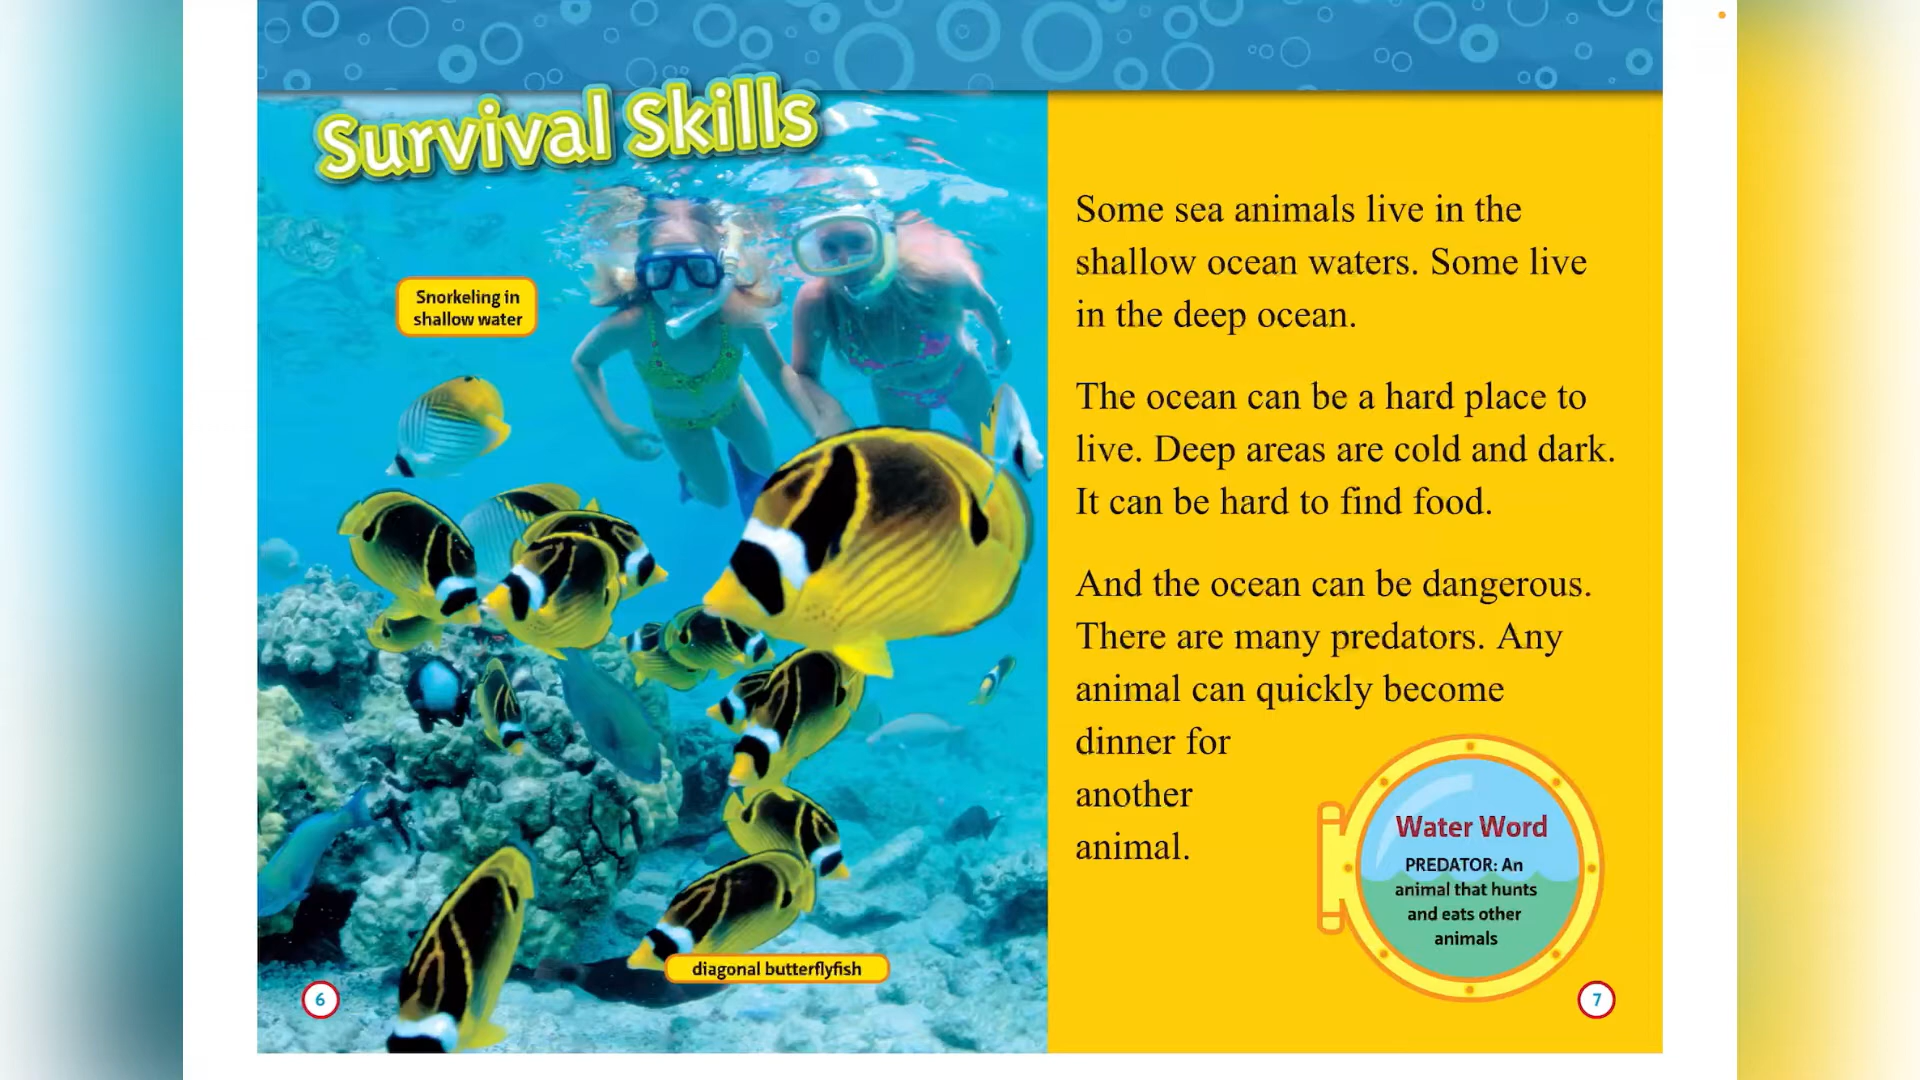 Survival Skills
Snorkeling in
shallow water
diagonal butterflyfish
6
Some sea animals live in the
shallow ocean waters. Some live
in the deep ocean.
The ocean can be a hard place to
live. Deep areas are cold and dark.
It can be hard to find food.
And the ocean can be dangerous.
There are many predators. Any
animal can quickly become
dinner for
another
animal.
Water Word
PREDATOR: An
animal that hunts
and eats other
animals
7